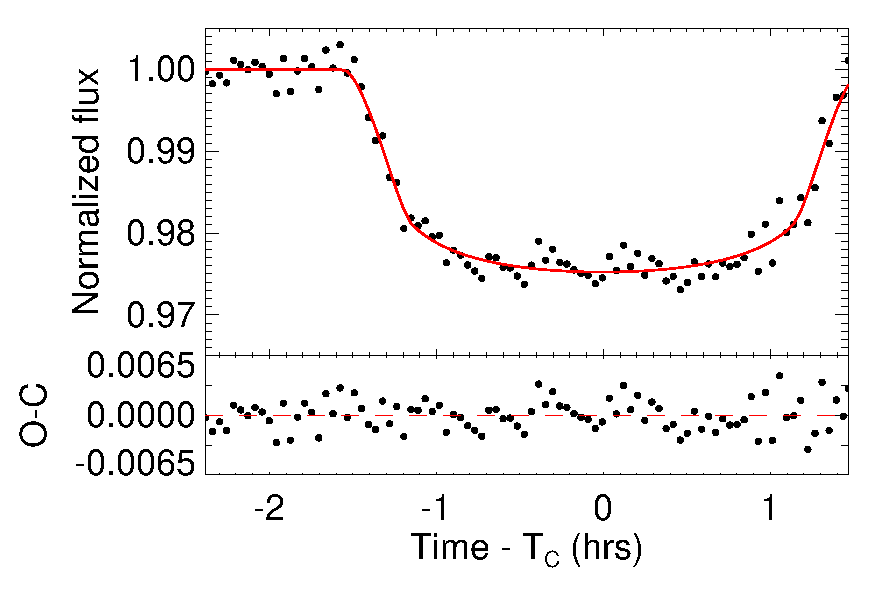 Normalized flux
1.00
0.99
0.98
0.97
O-C
0.0065
0.0000
-0.0065
-2 -1 0 1
Time - T_C (hrs)